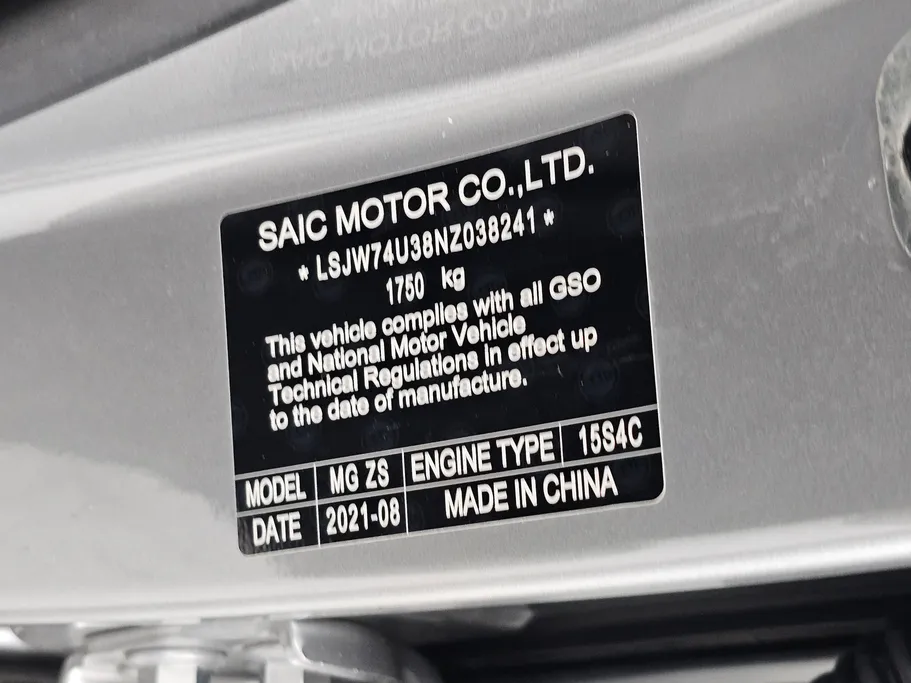 SAIC MOTOR CO.,LTD.
* LSJW74U38NZ038241 *
1750 kg
This vehicle complies with all GSO
and National Motor Vehicle
Technical Regulations in effect up
to the date of manufacture.
MODEL MG ZS ENGINE TYPE 15S4C
DATE 2021-08 MADE IN CHINA